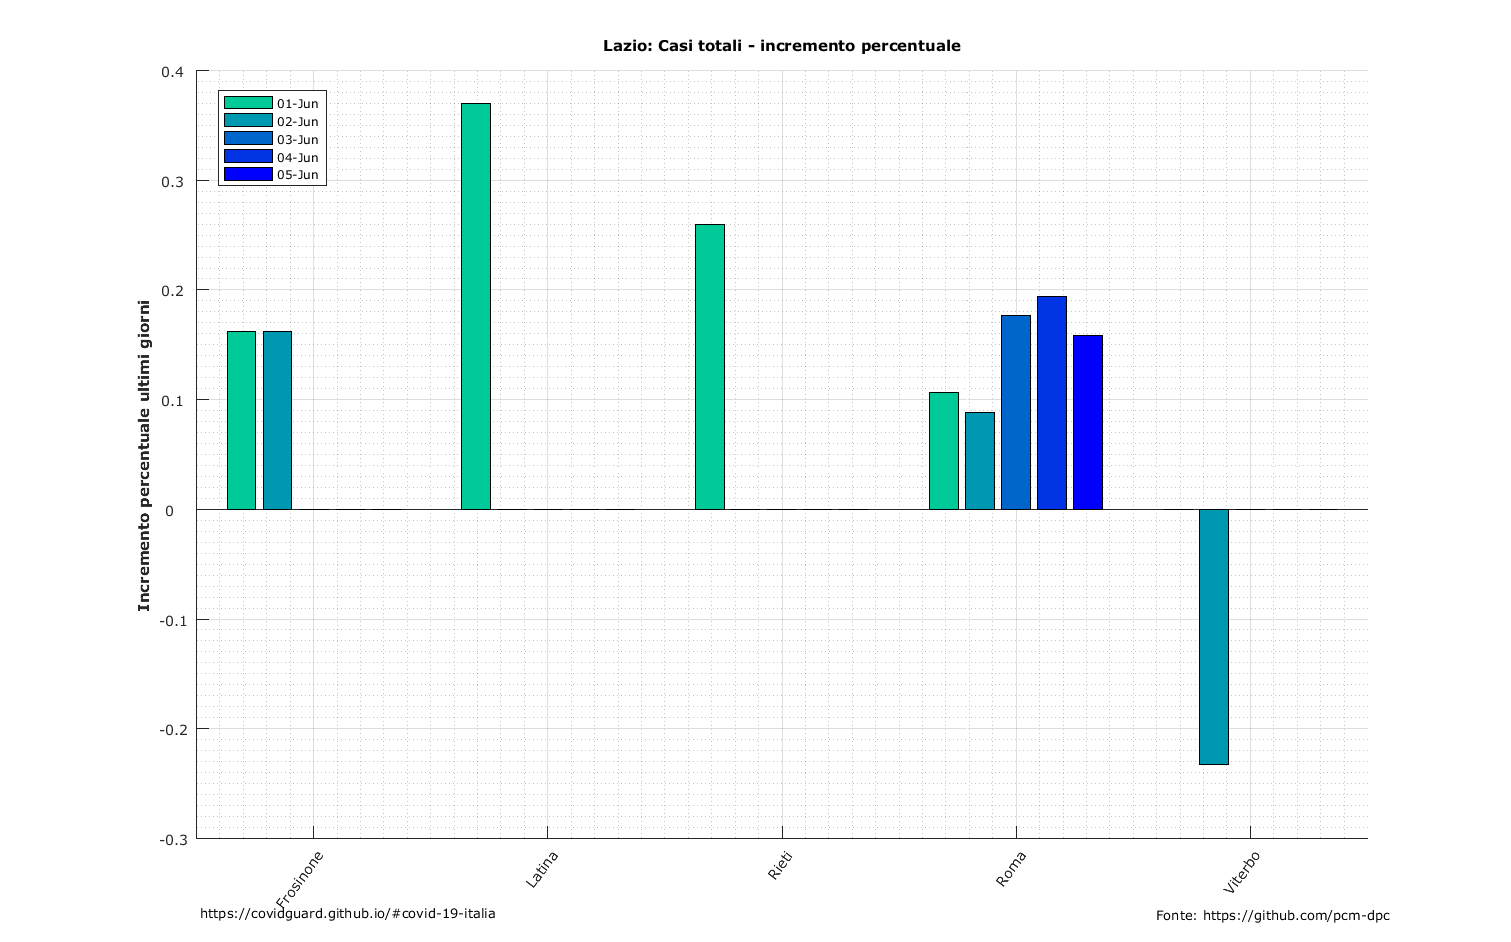 Lazio: Casi totali - incremento percentuale
0.4
0.3
0.2
0.1
0
-0.1
-0.2
-0.3
01-Jun
02-Jun
03-Jun
04-Jun
05-Jun
Incremento percentuale ultimi giorni
Frosinone
Latina
Rieti
Roma
Viterbo
https://covidguard.github.io/#covid-19-italia
Fonte: https://github.com/pcm-dpc